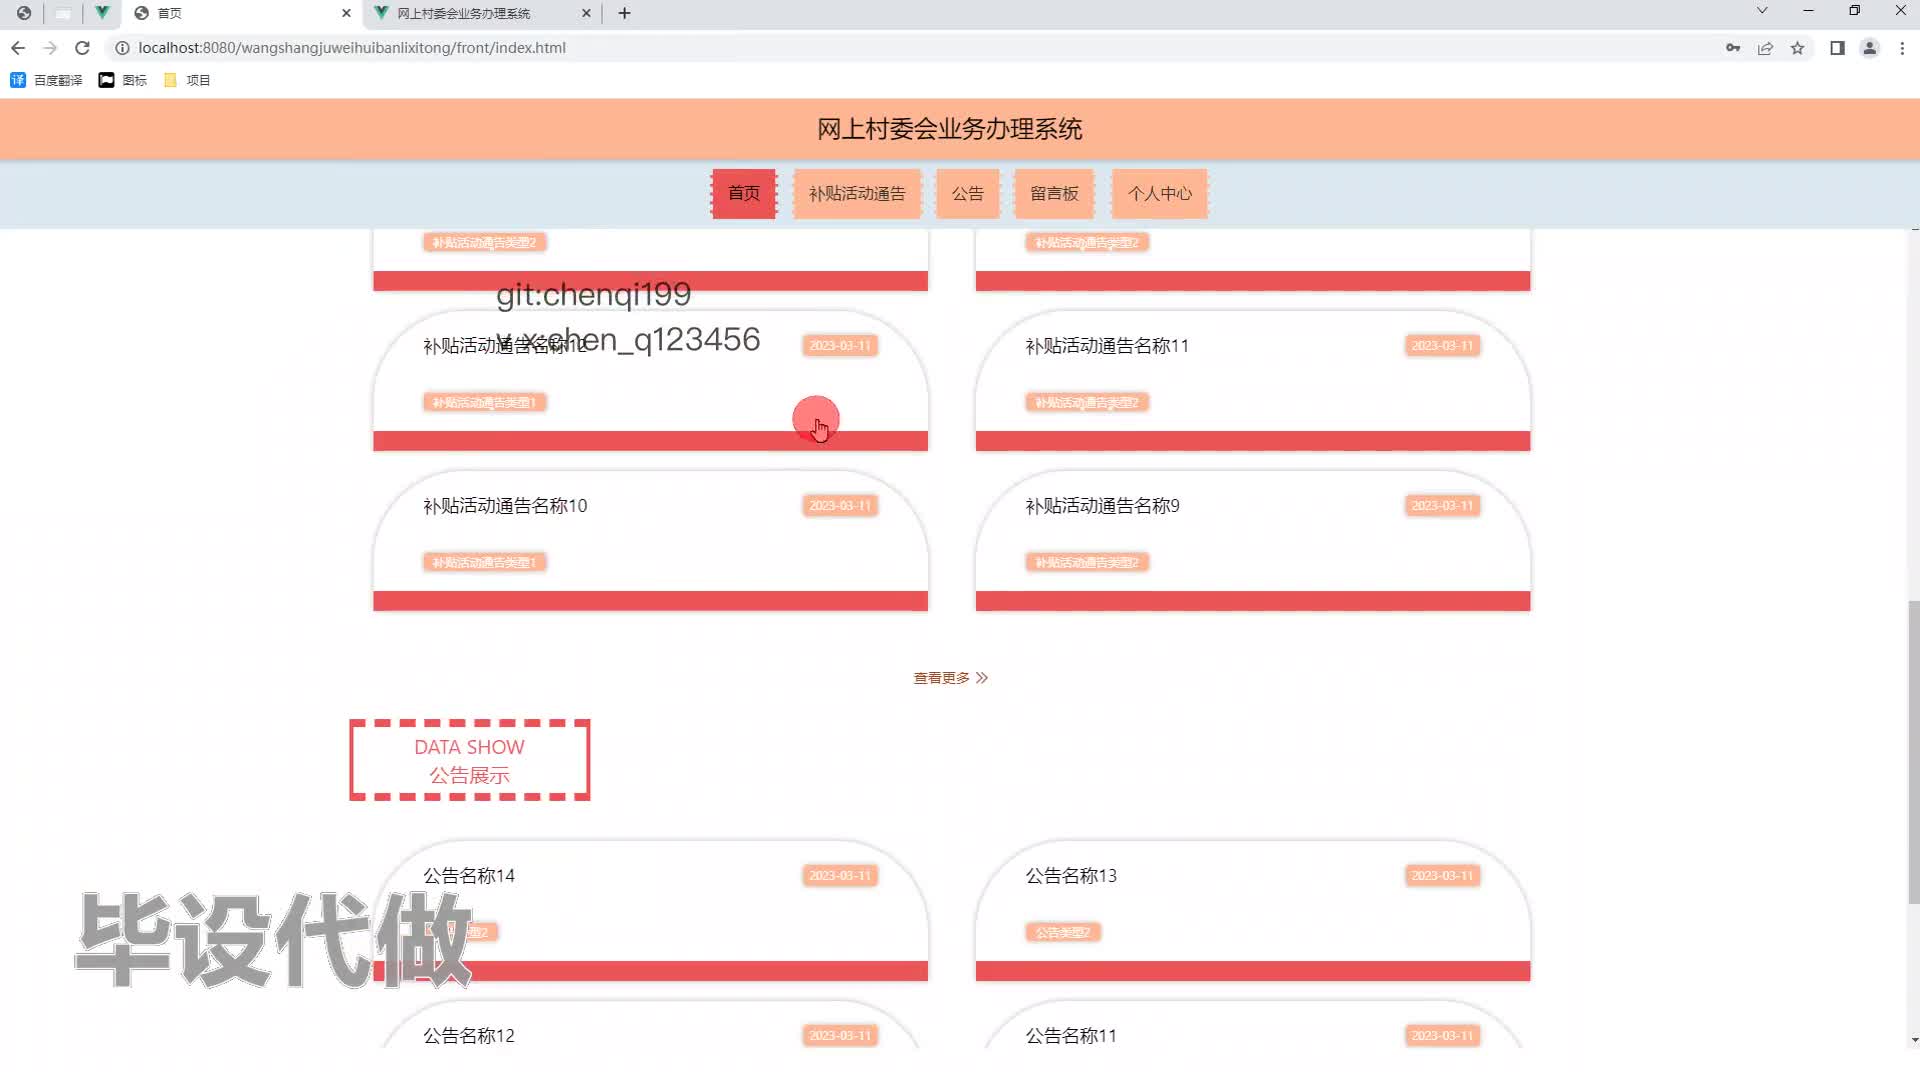 首页
网上村委会业务办理系统
localhost:8080/wangshangjuweihuibanlixitong/front/index.html
百度翻译
图标
项目
网上村委会业务办理系统
首页
补贴活动通告
公告
留言板
个人中心
补贴活动通告类型2
补贴活动通告类型2
git:chenqi199
v x:chen_q123456
补贴活动通告名称12
2023-03-11
补贴活动通告类型1
补贴活动通告名称11
2023-03-11
补贴活动通告类型2
补贴活动通告名称10
2023-03-11
补贴活动通告类型1
补贴活动通告名称9
2023-03-11
补贴活动通告类型2
查看更多
DATA SHOW
公告展示
公告名称14
2023-03-11
公告名称13
2023-03-11
公告类型2
毕设代做
公告名称12
2023-03-11
公告名称11
2023-03-11